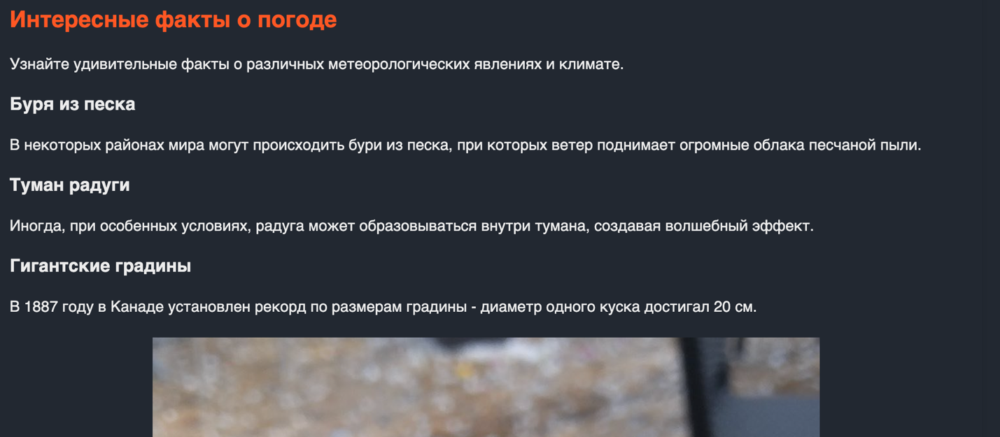 Интересные факты о погоде
Узнайте удивительные факты о различных метеорологических явлениях и климате.
Буря из песка
В некоторых районах мира могут происходить бури из песка, при которых ветер поднимает огромные облака песчаной пыли.
Туман радуги
Иногда, при особенных условиях, радуга может образовываться внутри тумана, создавая волшебный эффект.
Гигантские градины
В 1887 году в Канаде установлен рекорд по размерам градины - диаметр одного куска достигал 20 см.